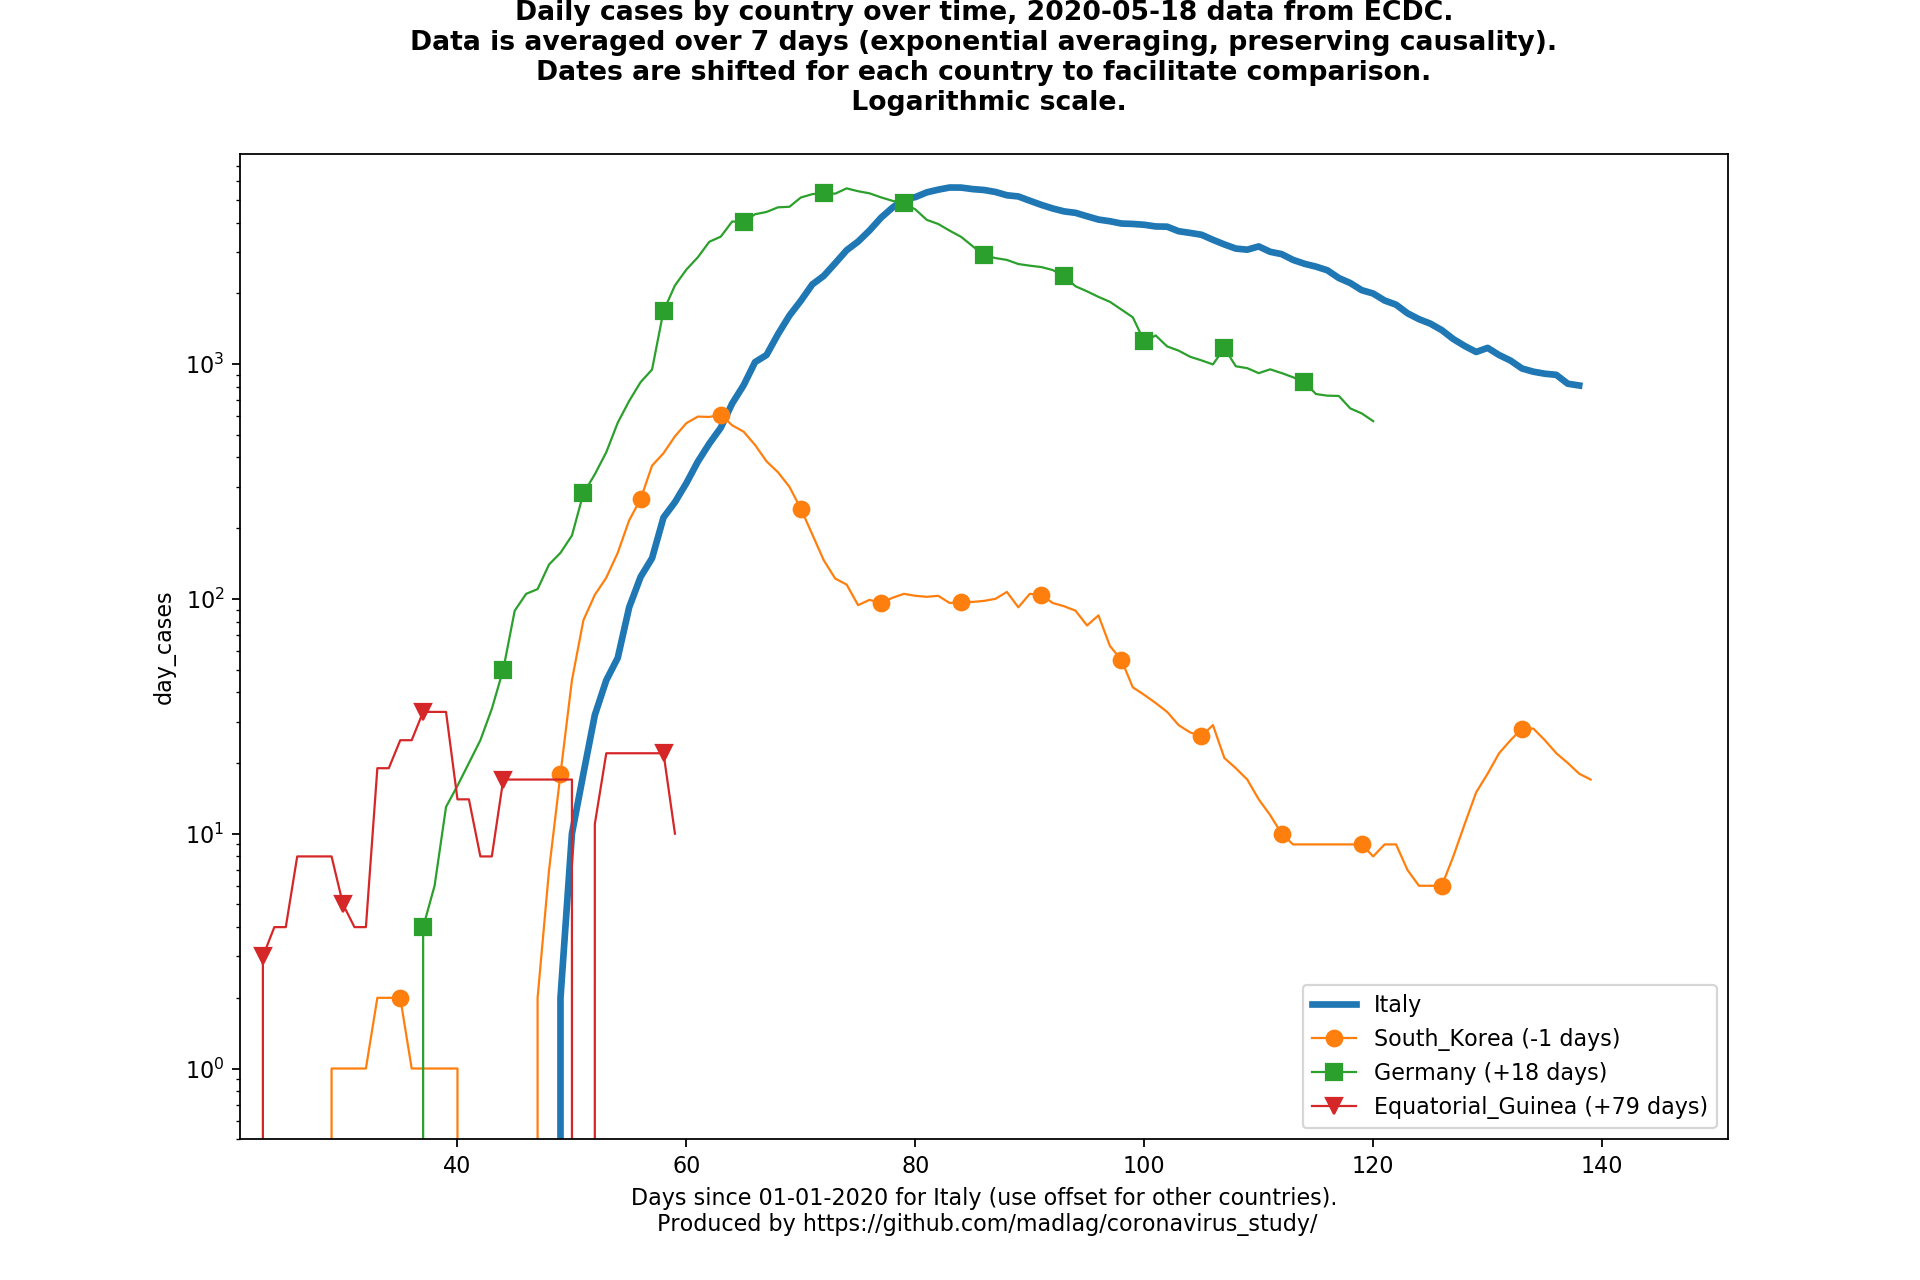 Daily cases by country over time, 2020-05-18 data from ECDC.
Data is averaged over 7 days (exponential averaging, preserving causality).
Dates are shifted for each country to facilitate comparison.
Logarithmic scale.
day_cases
10³
10²
10¹
10⁰
40
60
80
100
120
140
Italy
South_Korea (-1 days)
Germany (+18 days)
Equatorial_Guinea (+79 days)
Days since 01-01-2020 for Italy (use offset for other countries).
Produced by https://github.com/madlag/coronavirus_study/